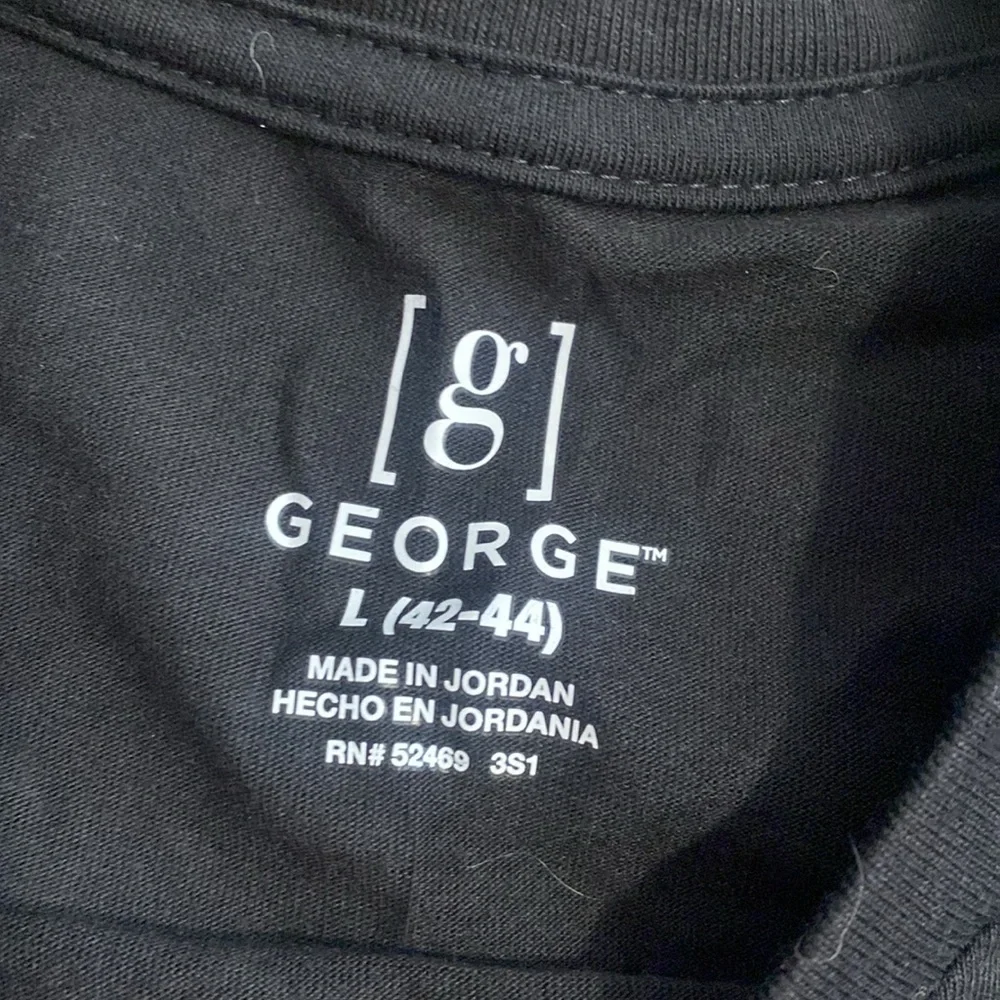 [g]
GEORGE™
L (42-44)
MADE IN JORDAN
HECHO EN JORDANIA
RN# 52469 3S1